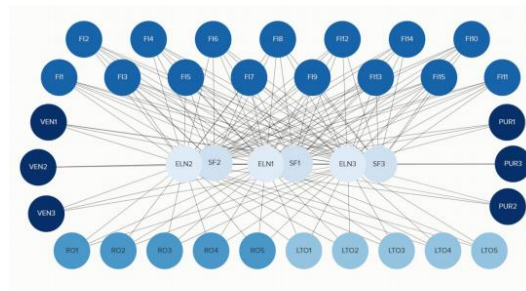 FI2 FI4 FI6 FI8 FI12 FI14 FI10
FI1 FI3 FI5 FI7 FI9 FI13 FI15 FI11
VEN1 PUR1
VEN2 ELN2 SF2 ELN1 SF1 ELN3 SF3 PUR3
VEN3 PUR2
RO1 RO2 RO3 RO4 RO5 LTO1 LTO2 LTO3 LTO4 LTO5